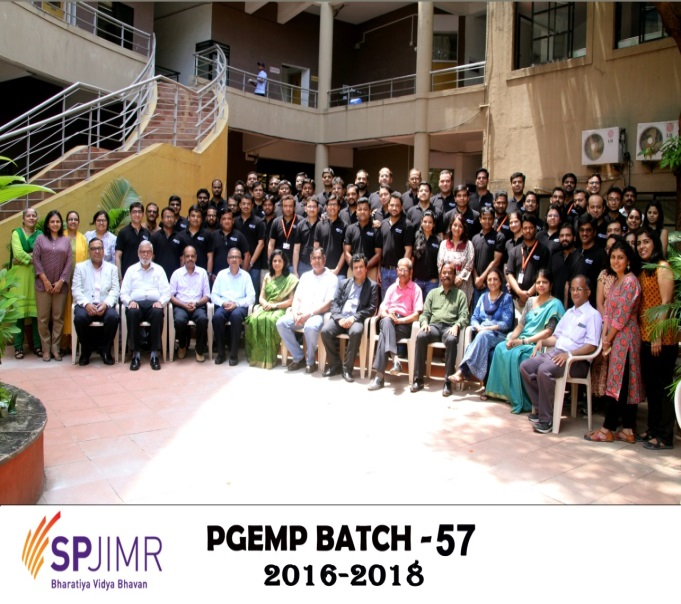 SPJIMR
Bharatiya Vidya Bhavan
PGEMP BATCH -57
2016-2018